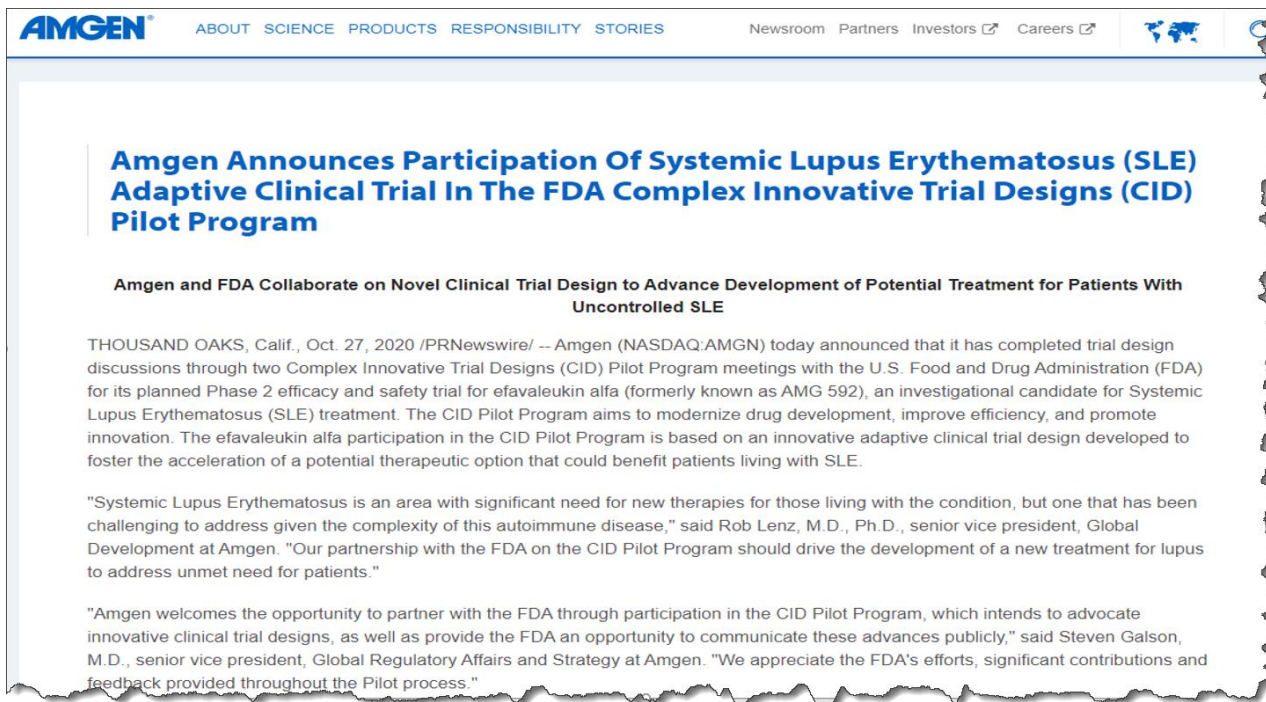 AMGEN® ABOUT SCIENCE PRODUCTS RESPONSIBILITY STORIES Newsroom Partners Investors Careers
Amgen Announces Participation Of Systemic Lupus Erythematosus (SLE)
Adaptive Clinical Trial In The FDA Complex Innovative Trial Designs (CID)
Pilot Program
Amgen and FDA Collaborate on Novel Clinical Trial Design to Advance Development of Potential Treatment for Patients With
Uncontrolled SLE
THOUSAND OAKS, Calif., Oct. 27, 2020 /PRNewswire/ -- Amgen (NASDAQ:AMGN) today announced that it has completed trial design
discussions through two Complex Innovative Trial Designs (CID) Pilot Program meetings with the U.S. Food and Drug Administration (FDA)
for its planned Phase 2 efficacy and safety trial for efavaleukin alfa (formerly known as AMG 592), an investigational candidate for Systemic
Lupus Erythematosus (SLE) treatment. The CID Pilot Program aims to modernize drug development, improve efficiency, and promote
innovation. The efavaleukin alfa participation in the CID Pilot Program is based on an innovative adaptive clinical trial design developed to
foster the acceleration of a potential therapeutic option that could benefit patients living with SLE.
"Systemic Lupus Erythematosus is an area with significant need for new therapies for those living with the condition, but one that has been
challenging to address given the complexity of this autoimmune disease," said Rob Lenz, M.D., Ph.D., senior vice president, Global
Development at Amgen. "Our partnership with the FDA on the CID Pilot Program should drive the development of a new treatment for lupus
to address unmet need for patients."
"Amgen welcomes the opportunity to partner with the FDA through participation in the CID Pilot Program, which intends to advocate
innovative clinical trial designs, as well as provide the FDA an opportunity to communicate these advances publicly," said Steven Galson,
M.D., senior vice president, Global Regulatory Affairs and Strategy at Amgen. "We appreciate the FDA's efforts, significant contributions and
feedback provided throughout the Pilot process."